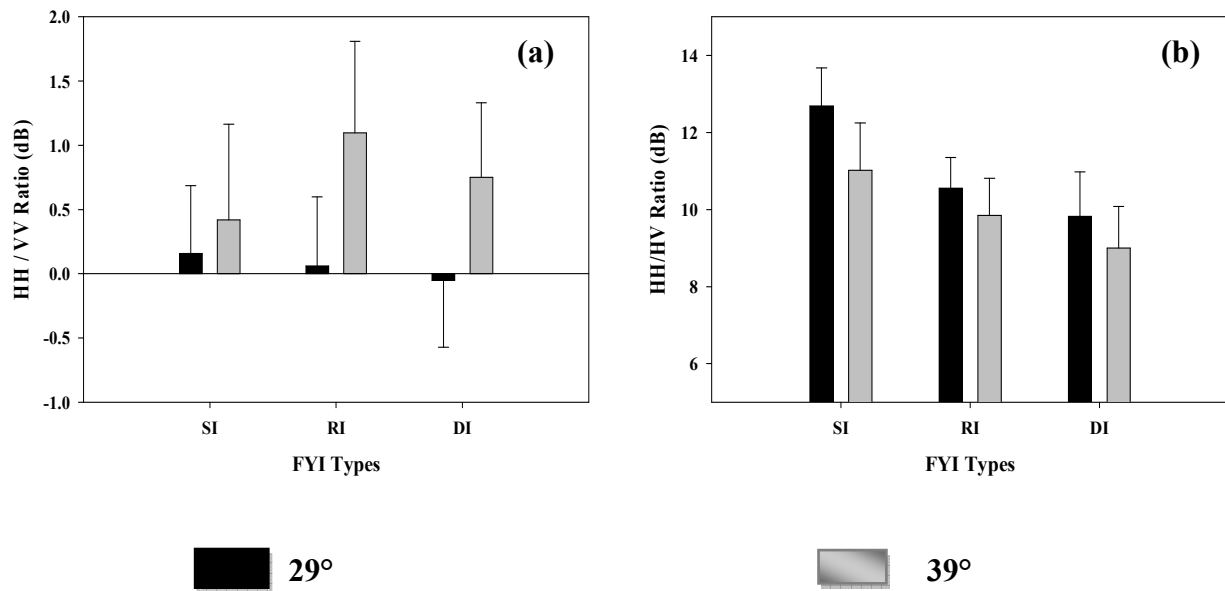 (a)
HH / VV Ratio (dB)
2.0
1.5
1.0
0.5
0.0
-0.5
-1.0
SI RI DI
FYI Types
(b)
HH/HV Ratio (dB)
14
12
10
8
6
SI RI DI
FYI Types
29°
39°